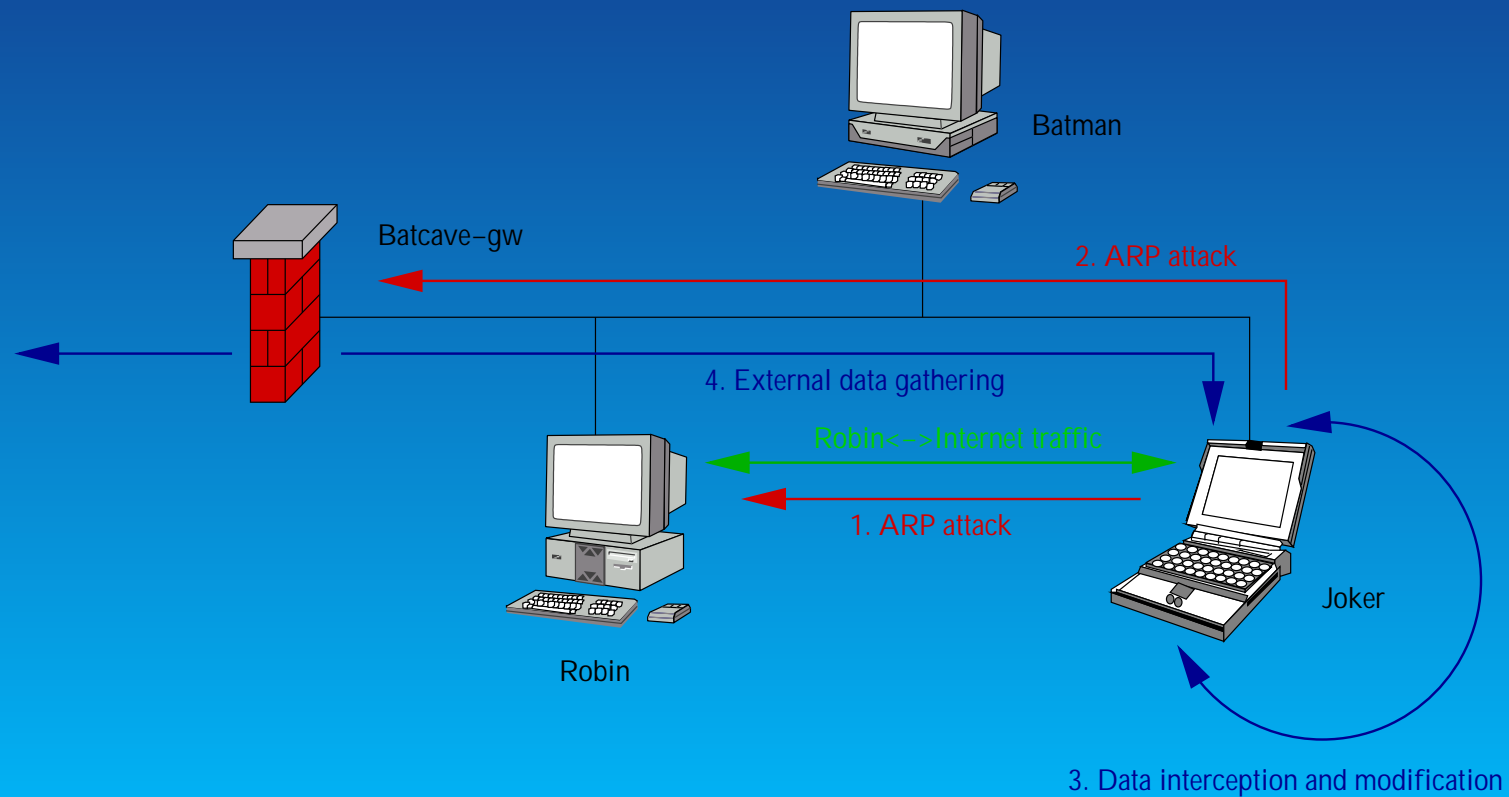 Batman
Batcave−gw
2. ARP attack
4. External data gathering
Robin<−>Internet traffic
1. ARP attack
Joker
Robin
3. Data interception and modification